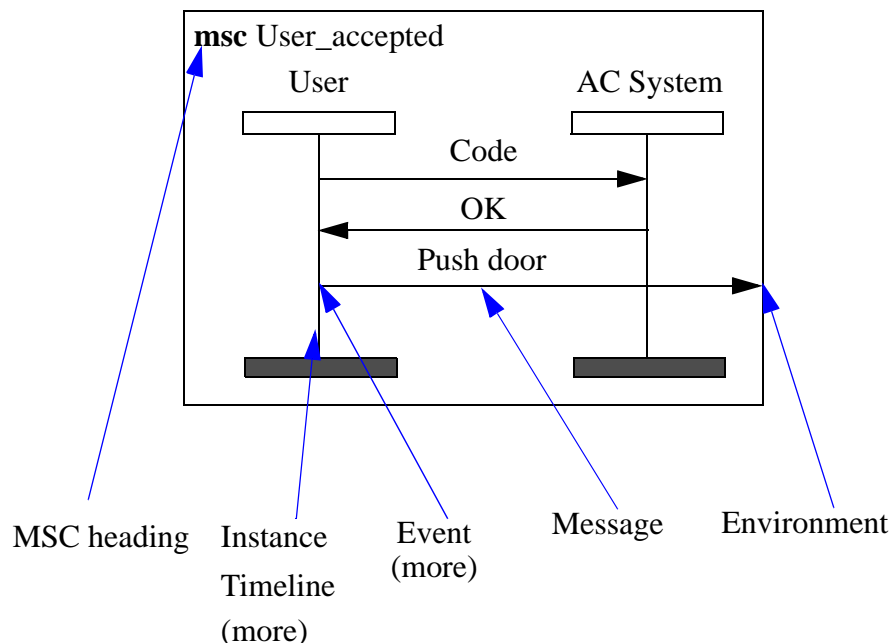 msc User_accepted
User
AC System
Code
OK
Push door
MSC heading
Instance
Timeline
(more)
Event
(more)
Message
Environment